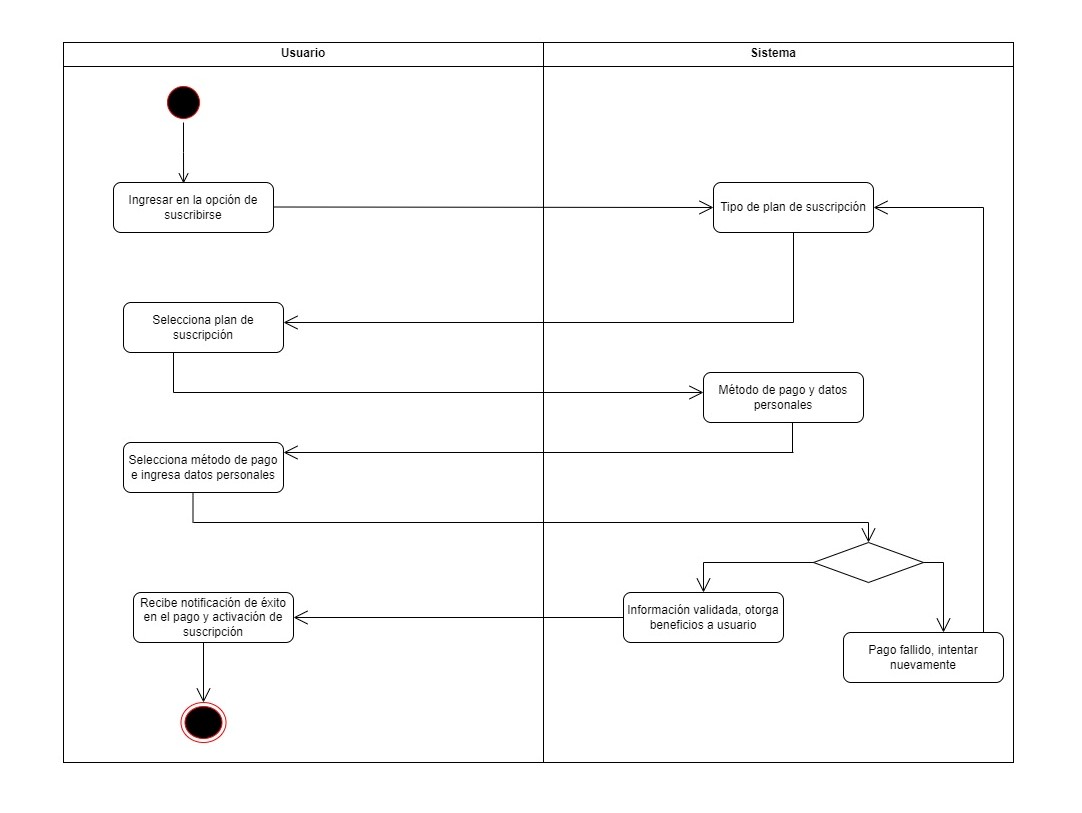 Usuario
Sistema
Ingresar en la opción de
suscribirse
Tipo de plan de suscripción
Selecciona plan de
suscripción
Método de pago y datos
personales
Selecciona método de pago
e ingresa datos personales
Recibe notificación de éxito
en el pago y activación de
suscripción
Información validada, otorga
beneficios a usuario
Pago fallido, intentar
nuevamente